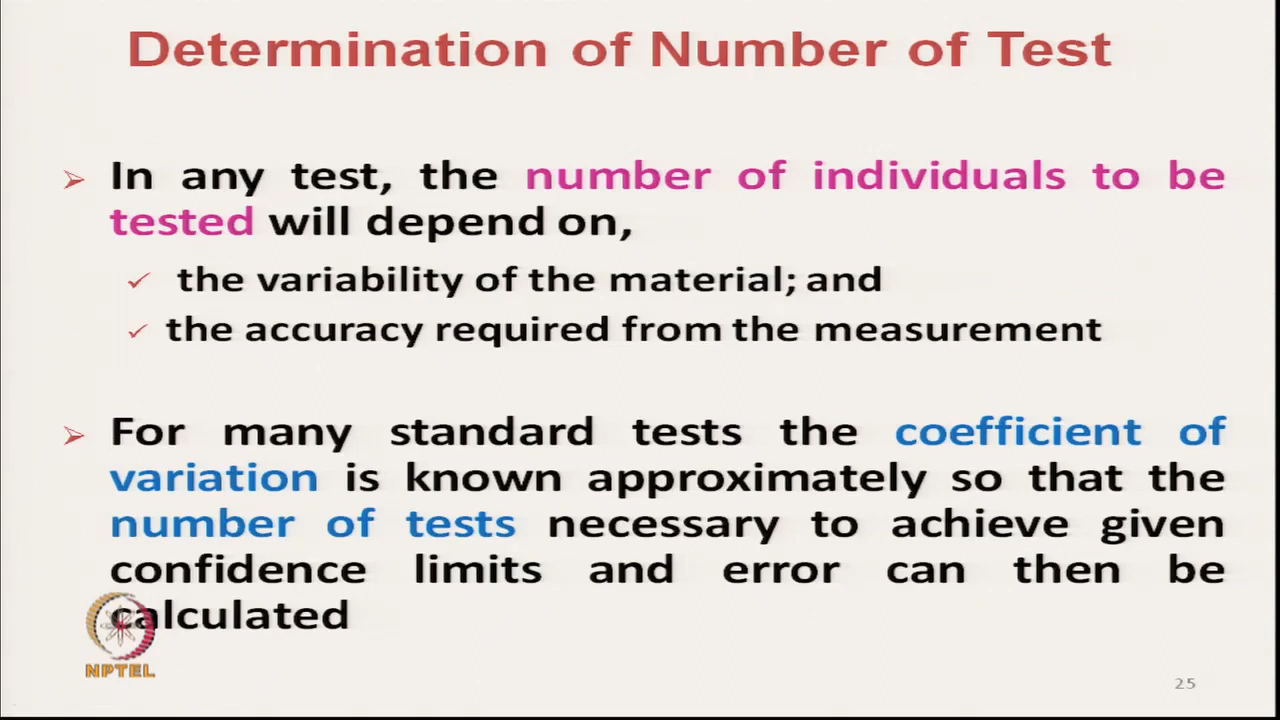 Determination of Number of Test
➢ In any test, the number of individuals to be
tested will depend on,
✓ the variability of the material; and
✓ the accuracy required from the measurement
➢ For many standard tests the coefficient of
variation is known approximately so that the
number of tests necessary to achieve given
confidence limits and error can then be
calculated
NPTEL
25